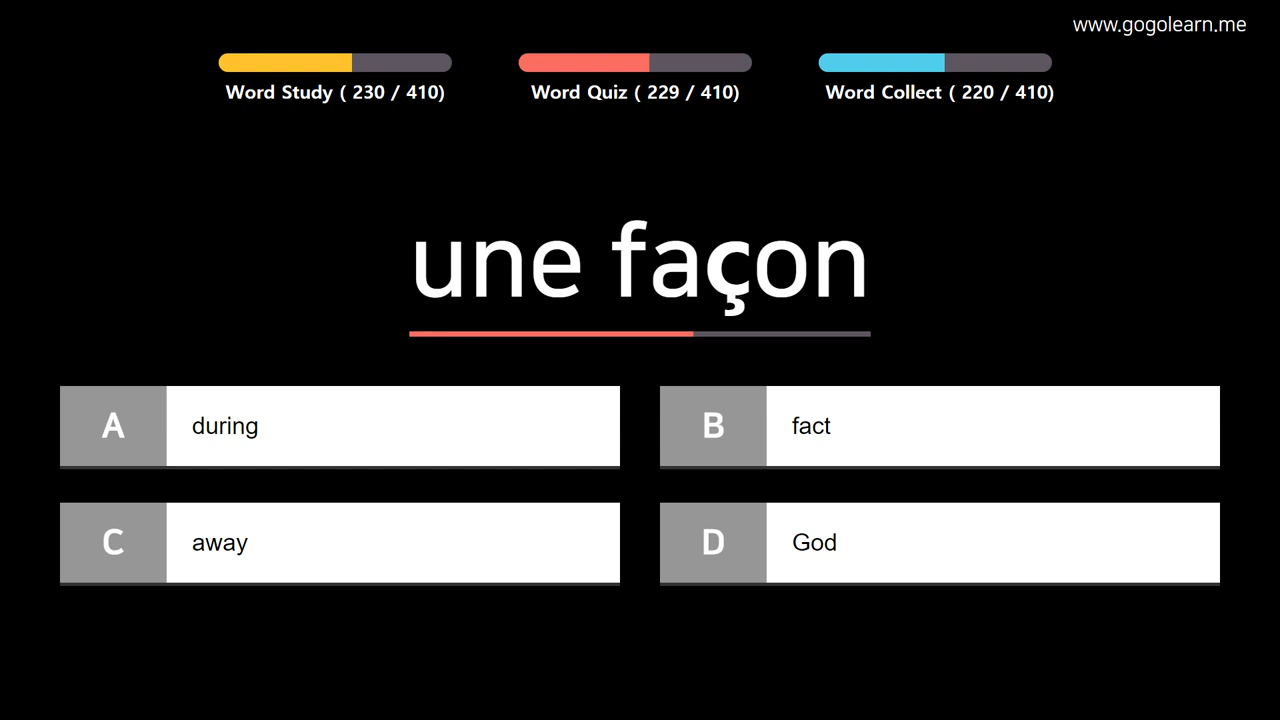 www.gogolearn.me
Word Study ( 230 / 410)
Word Quiz ( 229 / 410)
Word Collect ( 220 / 410)
une façon
A during
B fact
C away
D God